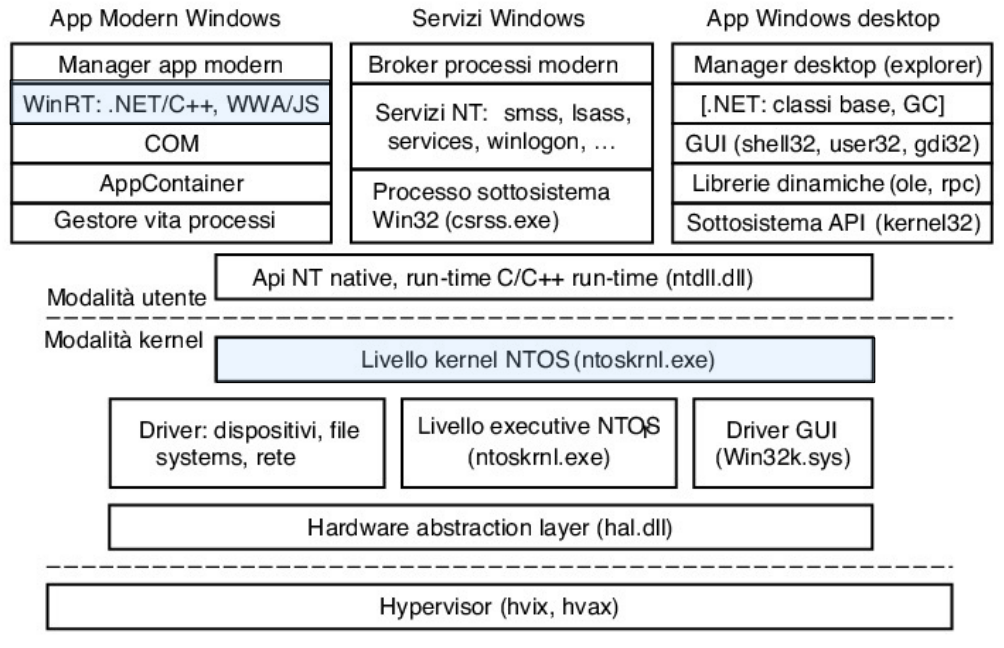 App Modern Windows
Manager app modern
WinRT: .NET/C++, WWA/JS
COM
AppContainer
Gestore vita processi
Servizi Windows
Broker processi modern
Servizi NT: smss, lsass,
services, winlogon, ...
Processo sottosistema
Win32 (csrss.exe)
App Windows desktop
Manager desktop (explorer)
[.NET: classi base, GC]
GUI (shell32, user32, gdi32)
Librerie dinamiche (ole, rpc)
Sottosistema API (kernel32)
Api NT native, run-time C/C++ run-time (ntdll.dll)
Modalità utente
Modalità kernel
Livello kernel NTOS (ntoskrnl.exe)
Driver: dispositivi, file
systems, rete
Livello executive NTOS
(ntoskrnl.exe)
Driver GUI
(Win32k.sys)
Hardware abstraction layer (hal.dll)
Hypervisor (hvix, hvax)